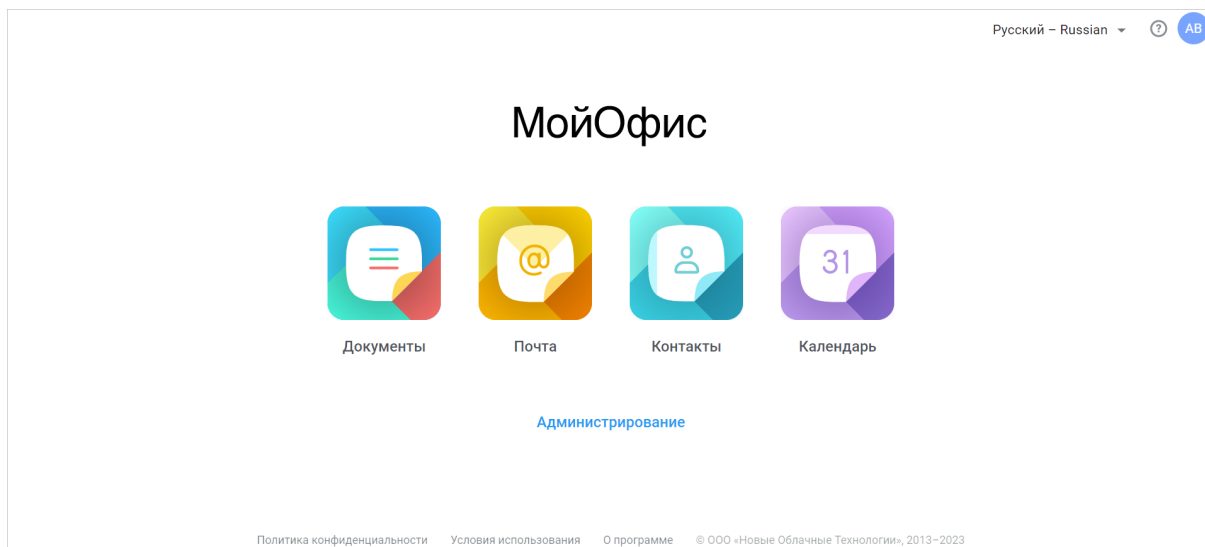 Русский – Russian
? AB
МойОфис
@
31
Документы Почта Контакты Календарь
Администрирование
Политика конфиденциальности Условия использования О программе © ООО «Новые Облачные Технологии», 2013–2023